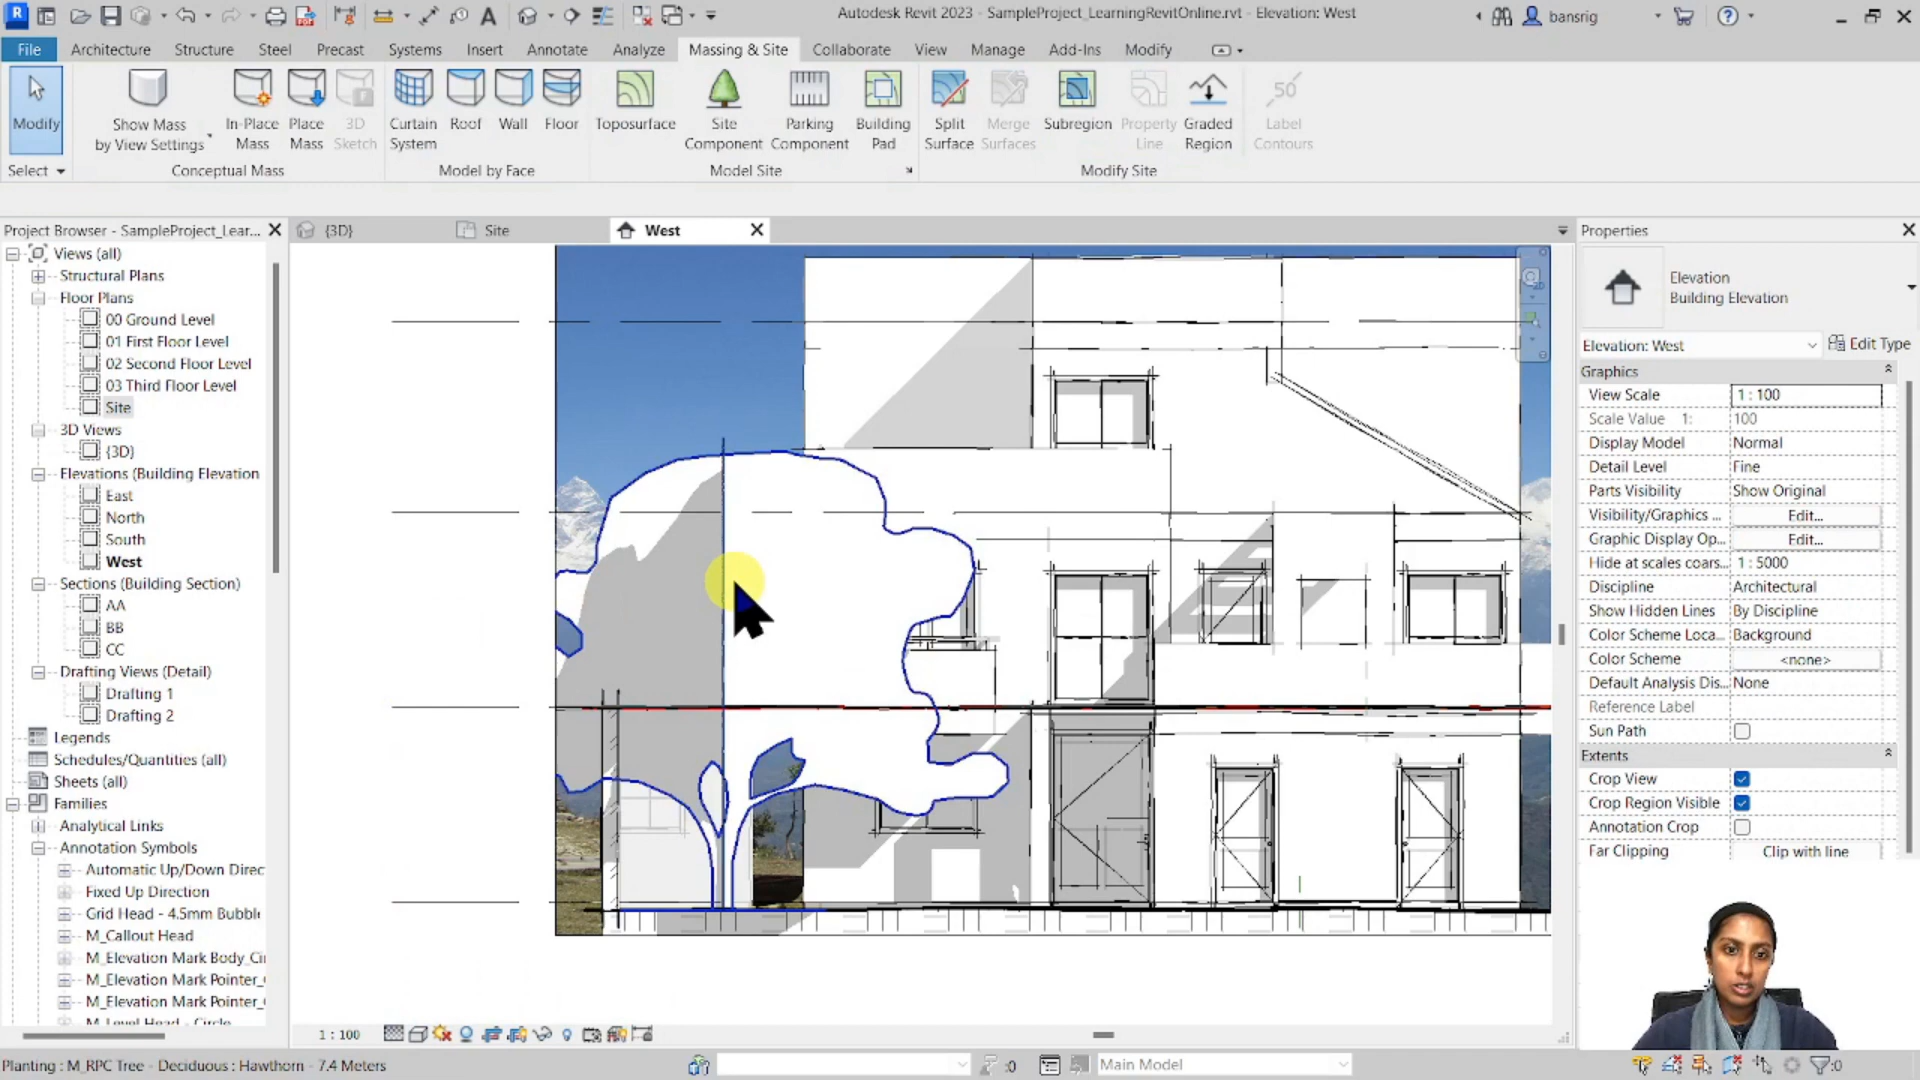 Autodesk Revit 2023 - SampleProject_LearningRevitOnline.rvt - Elevation: West
bansrig
File Architecture Structure Steel Precast Systems Insert Annotate Analyze Massing & Site Collaborate View Manage Add-Ins Modify
Modify
Show Mass by View Settings
In-Place Mass
Place Mass
3D Sketch
Curtain System
Roof
Wall
Floor
Toposurface
Site Component
Parking Component
Building Pad
Split Surface
Merge Surfaces
Subregion
Property Line
Graded Region
50
Label Contours
Select
Conceptual Mass
Model by Face
Model Site
Modify Site
Project Browser - SampleProject_Lear...
{3D}
Site
West
Properties
Views (all)
Structural Plans
Floor Plans
00 Ground Level
01 First Floor Level
02 Second Floor Level
03 Third Floor Level
Site
3D Views
{3D}
Elevations (Building Elevation
East
North
South
West
Sections (Building Section)
AA
BB
CC
Drafting Views (Detail)
Drafting 1
Drafting 2
Legends
Schedules/Quantities (all)
Sheets (all)
Families
Analytical Links
Annotation Symbols
Automatic Up/Down Direc
Fixed Up Direction
Grid Head - 4.5mm Bubbl
M_Callout Head
M_Elevation Mark Body_Ci
M_Elevation Mark Pointer_
M_Elevation Mark Pointer_
M_Level Head - Circle
Elevation
Building Elevation
Elevation: West
Edit Type
Graphics
View Scale 1 : 100
Scale Value 1: 100
Display Model Normal
Detail Level Fine
Parts Visibility Show Original
Visibility/Graphics ... Edit...
Graphic Display Op... Edit...
Hide at scales coars... 1 : 5000
Discipline Architectural
Show Hidden Lines By Discipline
Color Scheme Loca... Background
Color Scheme <none>
Default Analysis Dis... None
Reference Label
Sun Path
Extents
Crop View
Crop Region Visible
Annotation Crop
Far Clipping Clip with line
1 : 100
Planting : M_RPC Tree - Deciduous : Hawthorn - 7.4 Meters
:0
Main Model
:0